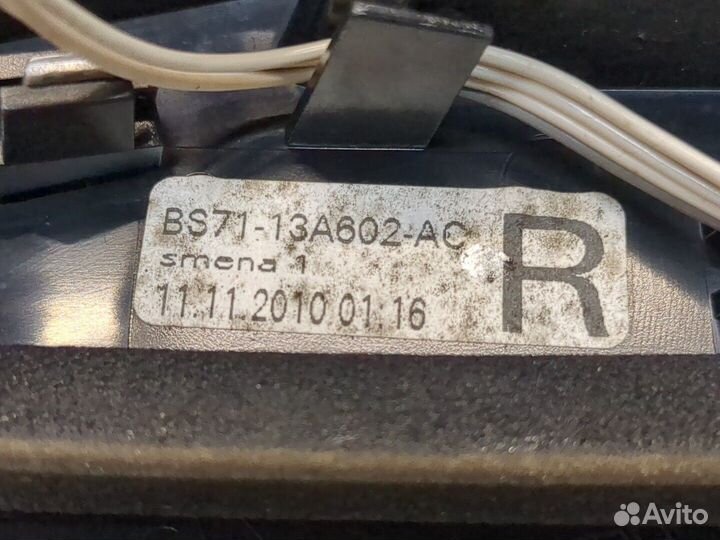 BS71-13A602-AC
smena 1
11.11.2010 01:16
R
Avito